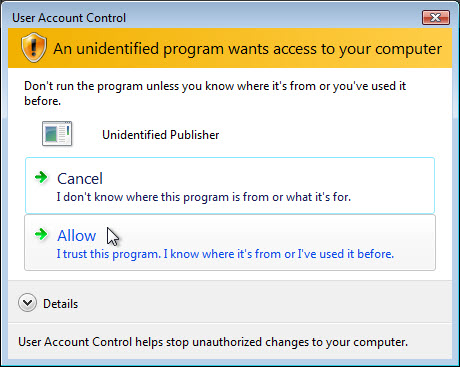 User Account Control
An unidentified program wants access to your computer
Don't run the program unless you know where it's from or you've used it
before.
Unidentified Publisher
Cancel
I don't know where this program is from or what it's for.
Allow
I trust this program. I know where it's from or I've used it before.
Details
User Account Control helps stop unauthorized changes to your computer.